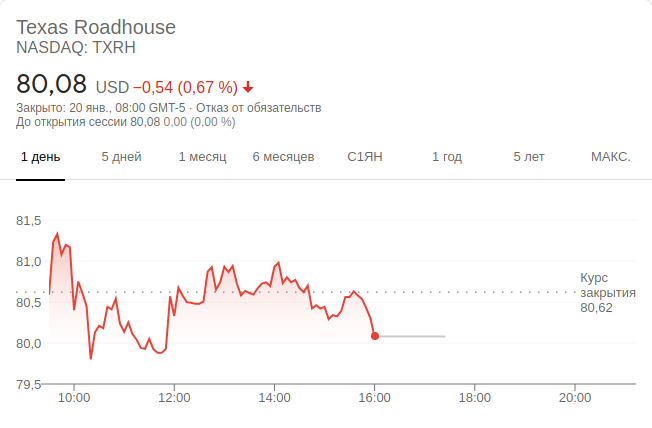 Texas Roadhouse
NASDAQ: TXRH
80,08 USD −0,54 (0,67 %)
Закрыто: 20 янв., 08:00 GMT-5 · Отказ от обязательств
До открытия сессии 80,08 0,00 (0,00 %)
1 день 5 дней 1 месяц 6 месяцев С1ЯН 1 год 5 лет МАКС.
81,5
81,0
80,5
80,0
79,5
Курс
закрытия
80,62
10:00 12:00 14:00 16:00 18:00 20:00